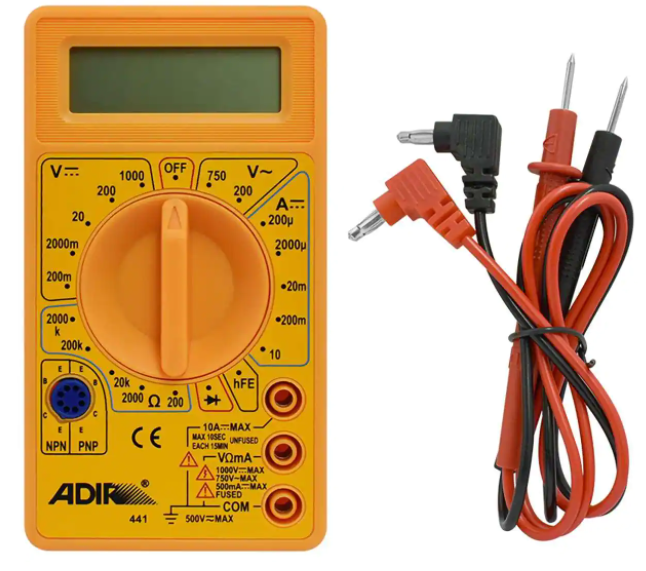 V⎓
1000
OFF
750
V~
200
200
A⎓
20
200µ
2000m
2000µ
200m
20m
2000
k
200m
200k
10
20k
2000
Ω
200
hFE
E
E
B
B
C
C
E
E
NPN
PNP
CE
10A⎓MAX
MAX 10SEC
EACH 15MIN
UNFUSED
VΩmA
1000V⎓MAX
750V~MAX
500mA⎓MAX
FUSED
COM
500V≂MAX
ADIR®
441